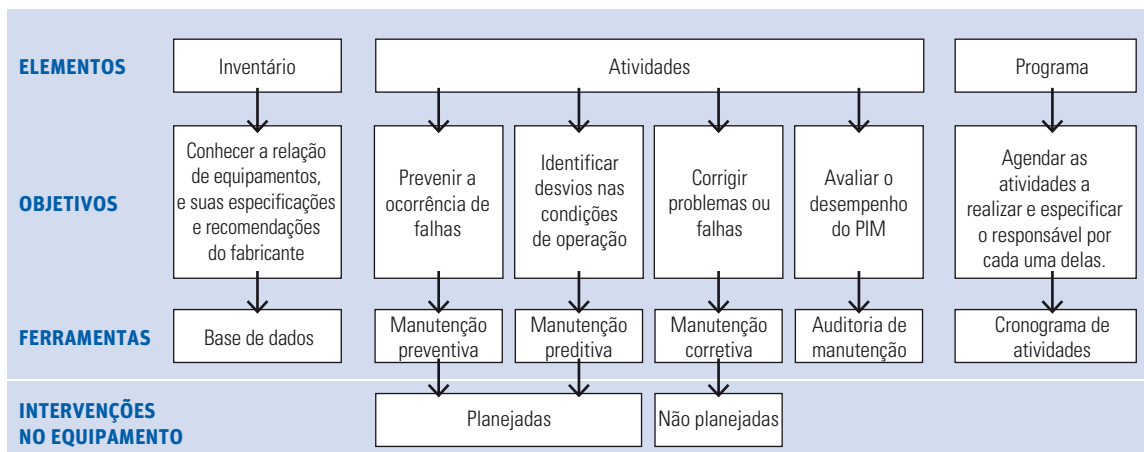 ELEMENTOS
Inventário
Atividades
Programa
OBJETIVOS
Conhecer a relação
de equipamentos,
e suas especificações
e recomendações
do fabricante
Prevenir a
ocorrência de
falhas
Identificar
desvios nas
condições
de operação
Corrigir
problemas ou
falhas
Avaliar o
desempenho
do PIM
Agendar as
atividades a
realizar e especificar
o responsável por
cada uma delas.
FERRAMENTAS
Base de dados
Manutenção
preventiva
Manutenção
preditiva
Manutenção
corretiva
Auditoria de
manutenção
Cronograma de
atividades
INTERVENÇÕES
NO EQUIPAMENTO
Planejadas
Não planejadas